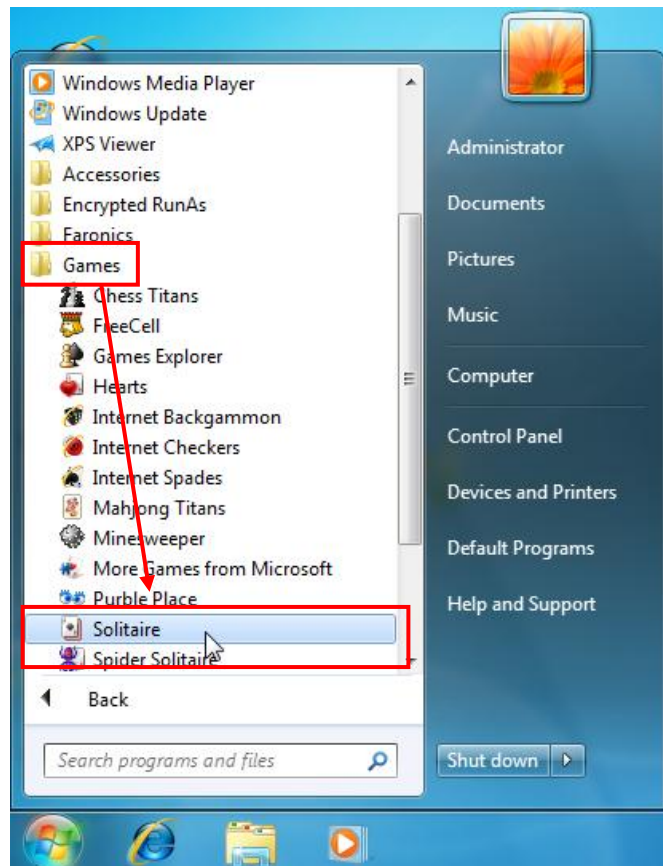 Windows Media Player
Windows Update
XPS Viewer
Accessories
Encrypted RunAs
Faronics
Games
Chess Titans
FreeCell
Games Explorer
Hearts
Internet Backgammon
Internet Checkers
Internet Spades
Mahjong Titans
Minesweeper
More Games from Microsoft
Purble Place
Solitaire
Spider Solitaire
Back
Search programs and files
Administrator
Documents
Pictures
Music
Computer
Control Panel
Devices and Printers
Default Programs
Help and Support
Shut down